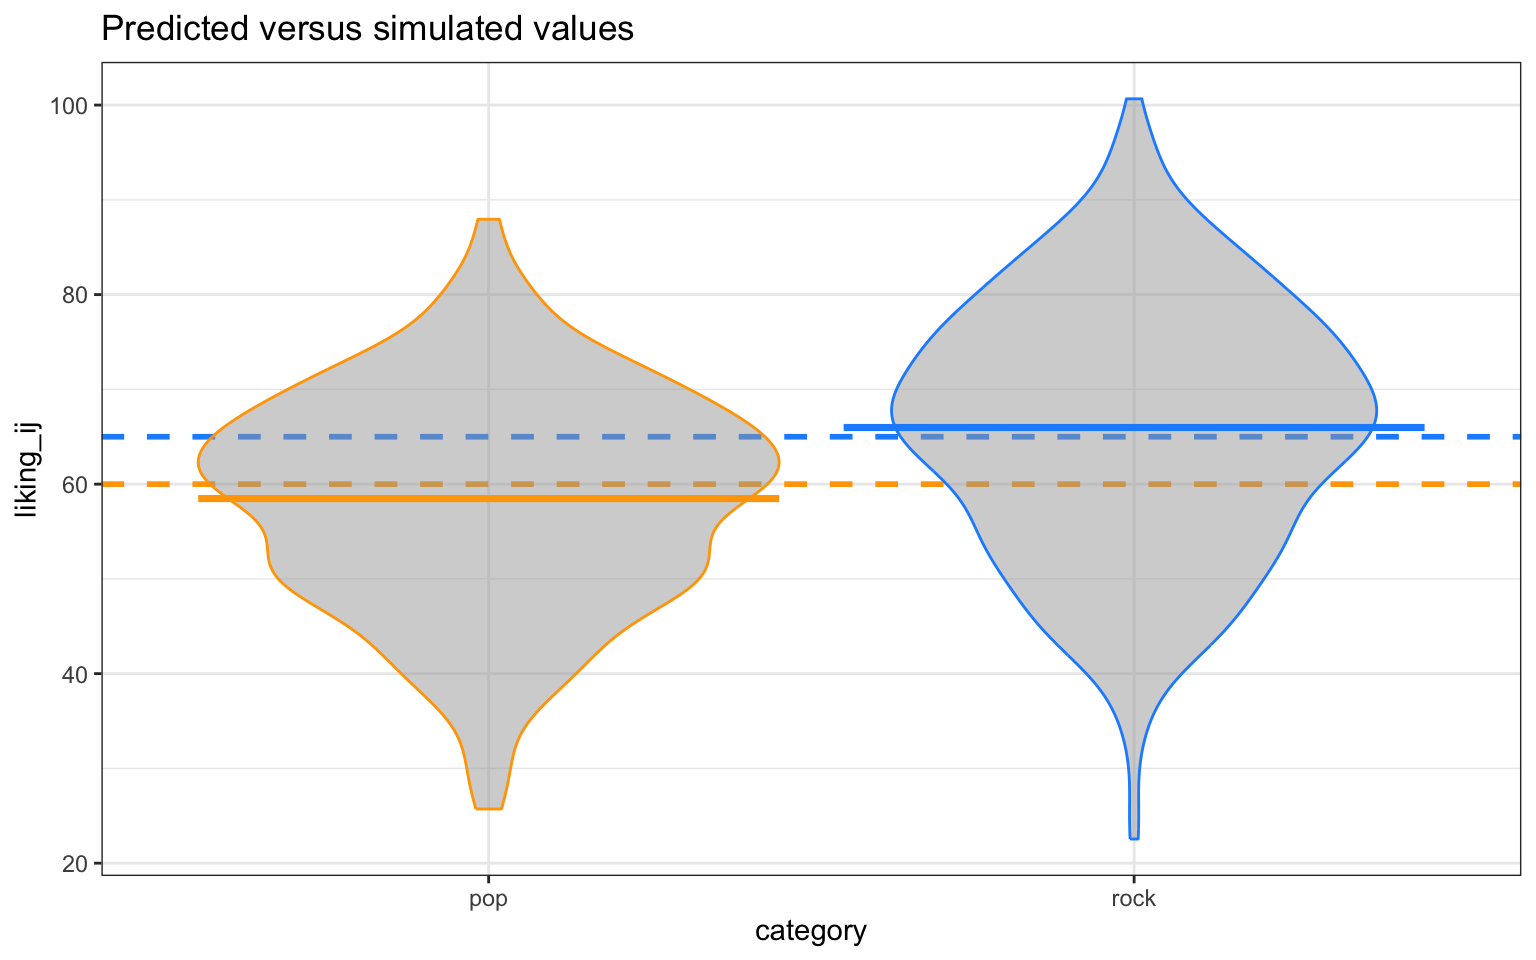 Predicted versus simulated values
100
80
60
40
20
liking_ij
pop
rock
category